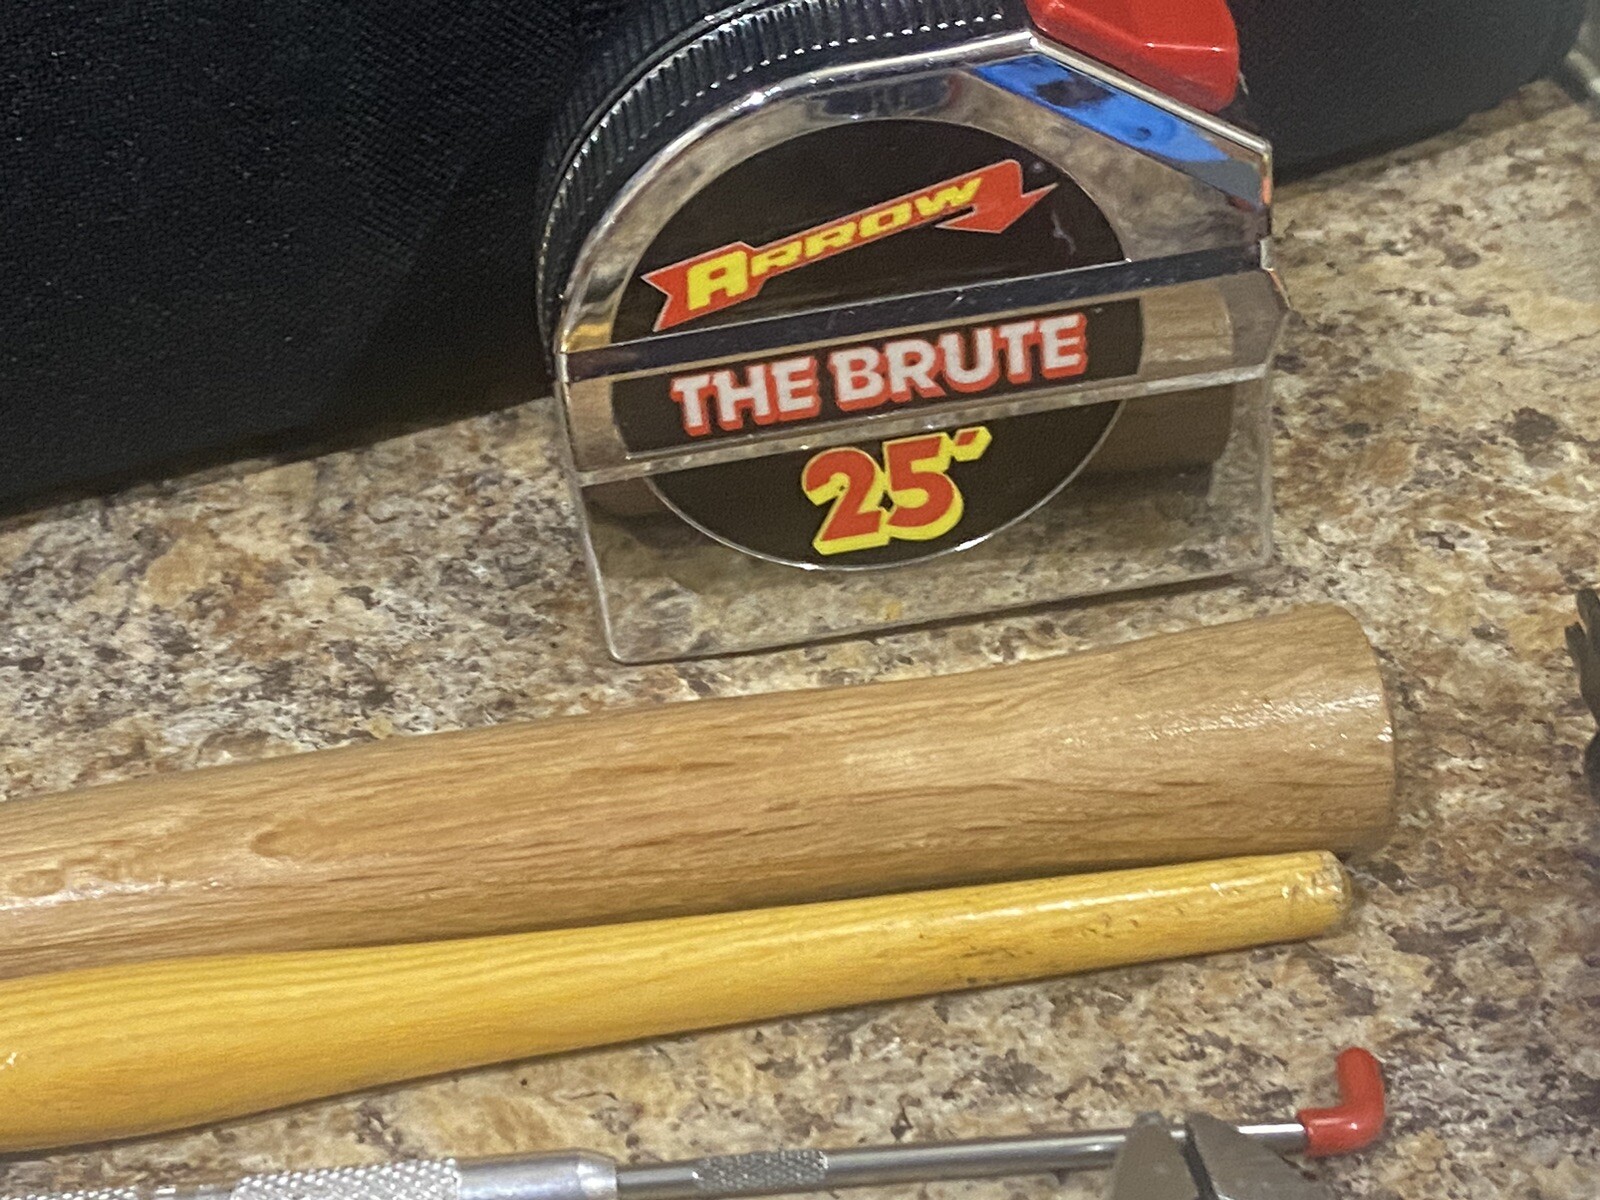 ARROW
THE BRUTE
25'